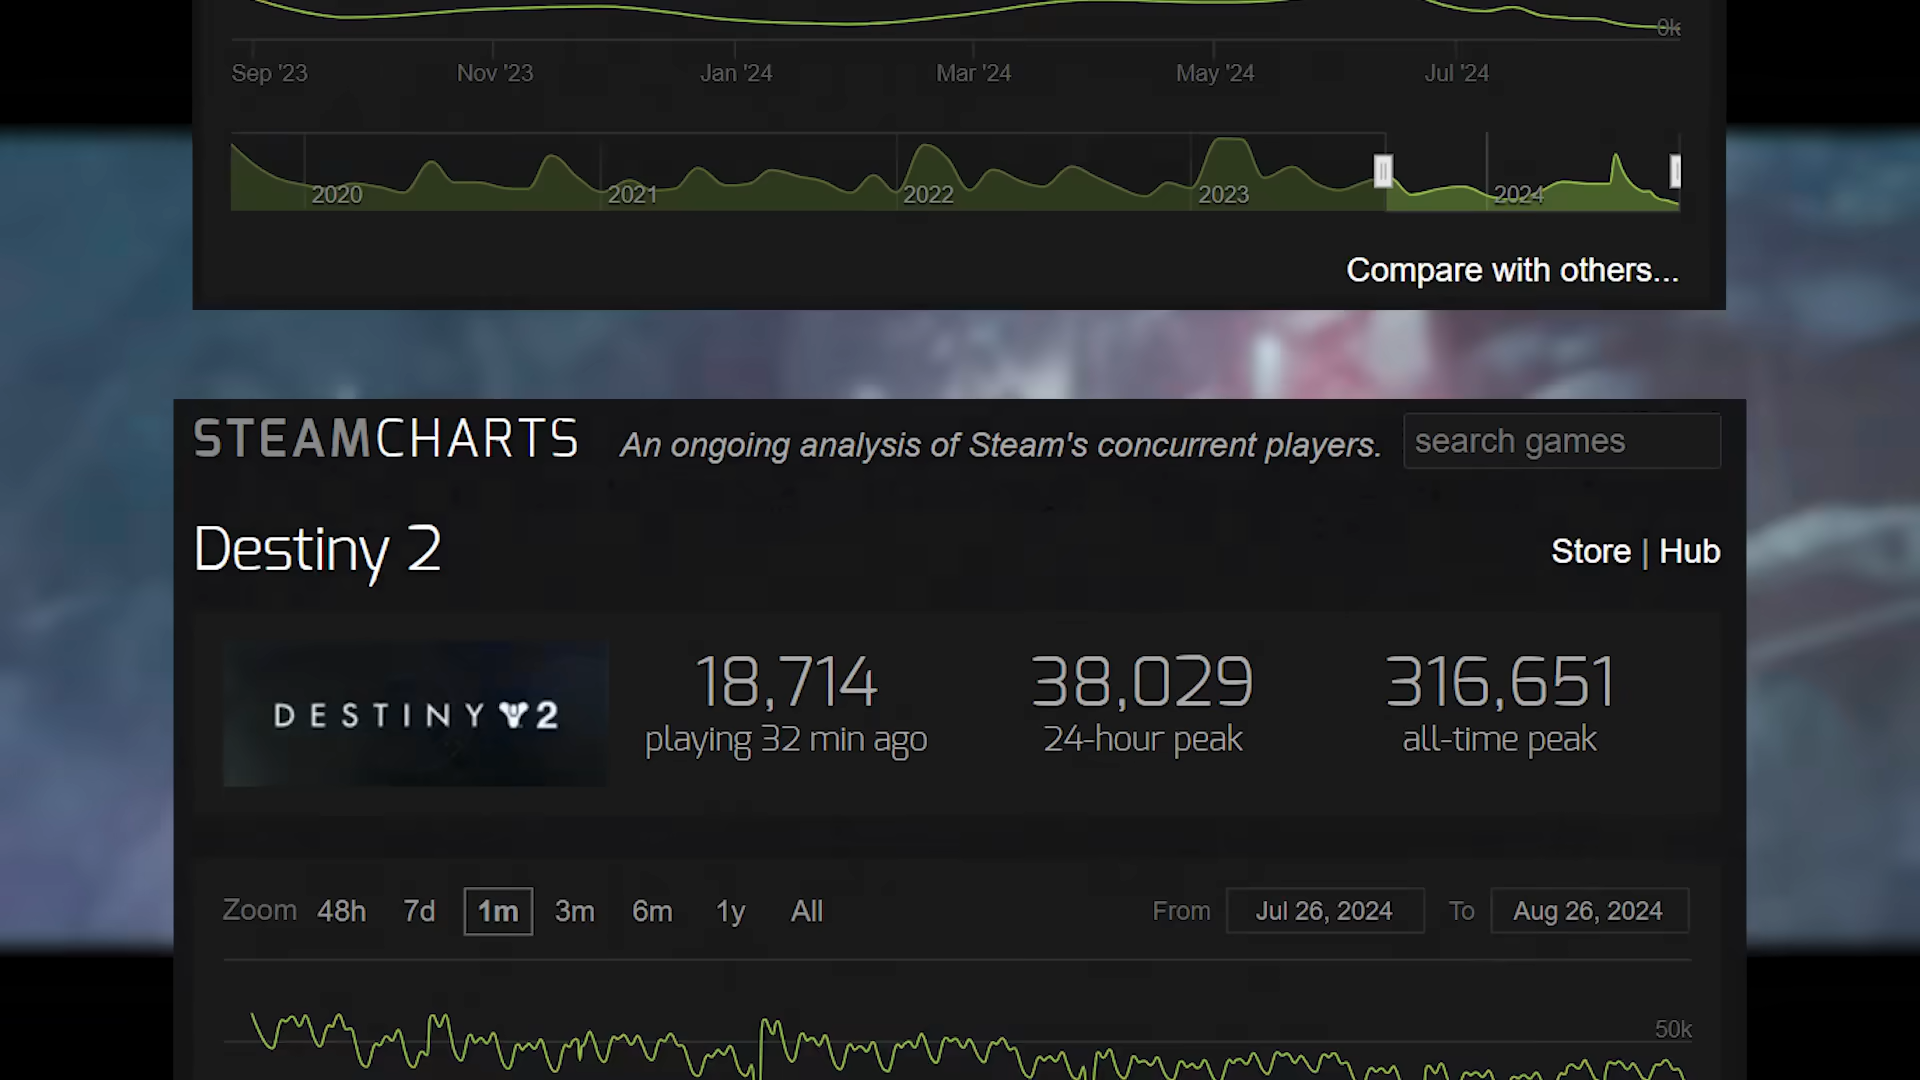 0k
Sep '23 Nov '23 Jan '24 Mar '24 May '24 Jul '24
2020 2021 2022 2023 2024
Compare with others...
STEAMCHARTS An ongoing analysis of Steam's concurrent players. search games
Destiny 2 Store | Hub
DESTINY 2
18,714 38,029 316,651
playing 32 min ago 24-hour peak all-time peak
Zoom 48h 7d 1m 3m 6m 1y All From Jul 26, 2024 To Aug 26, 2024
50k